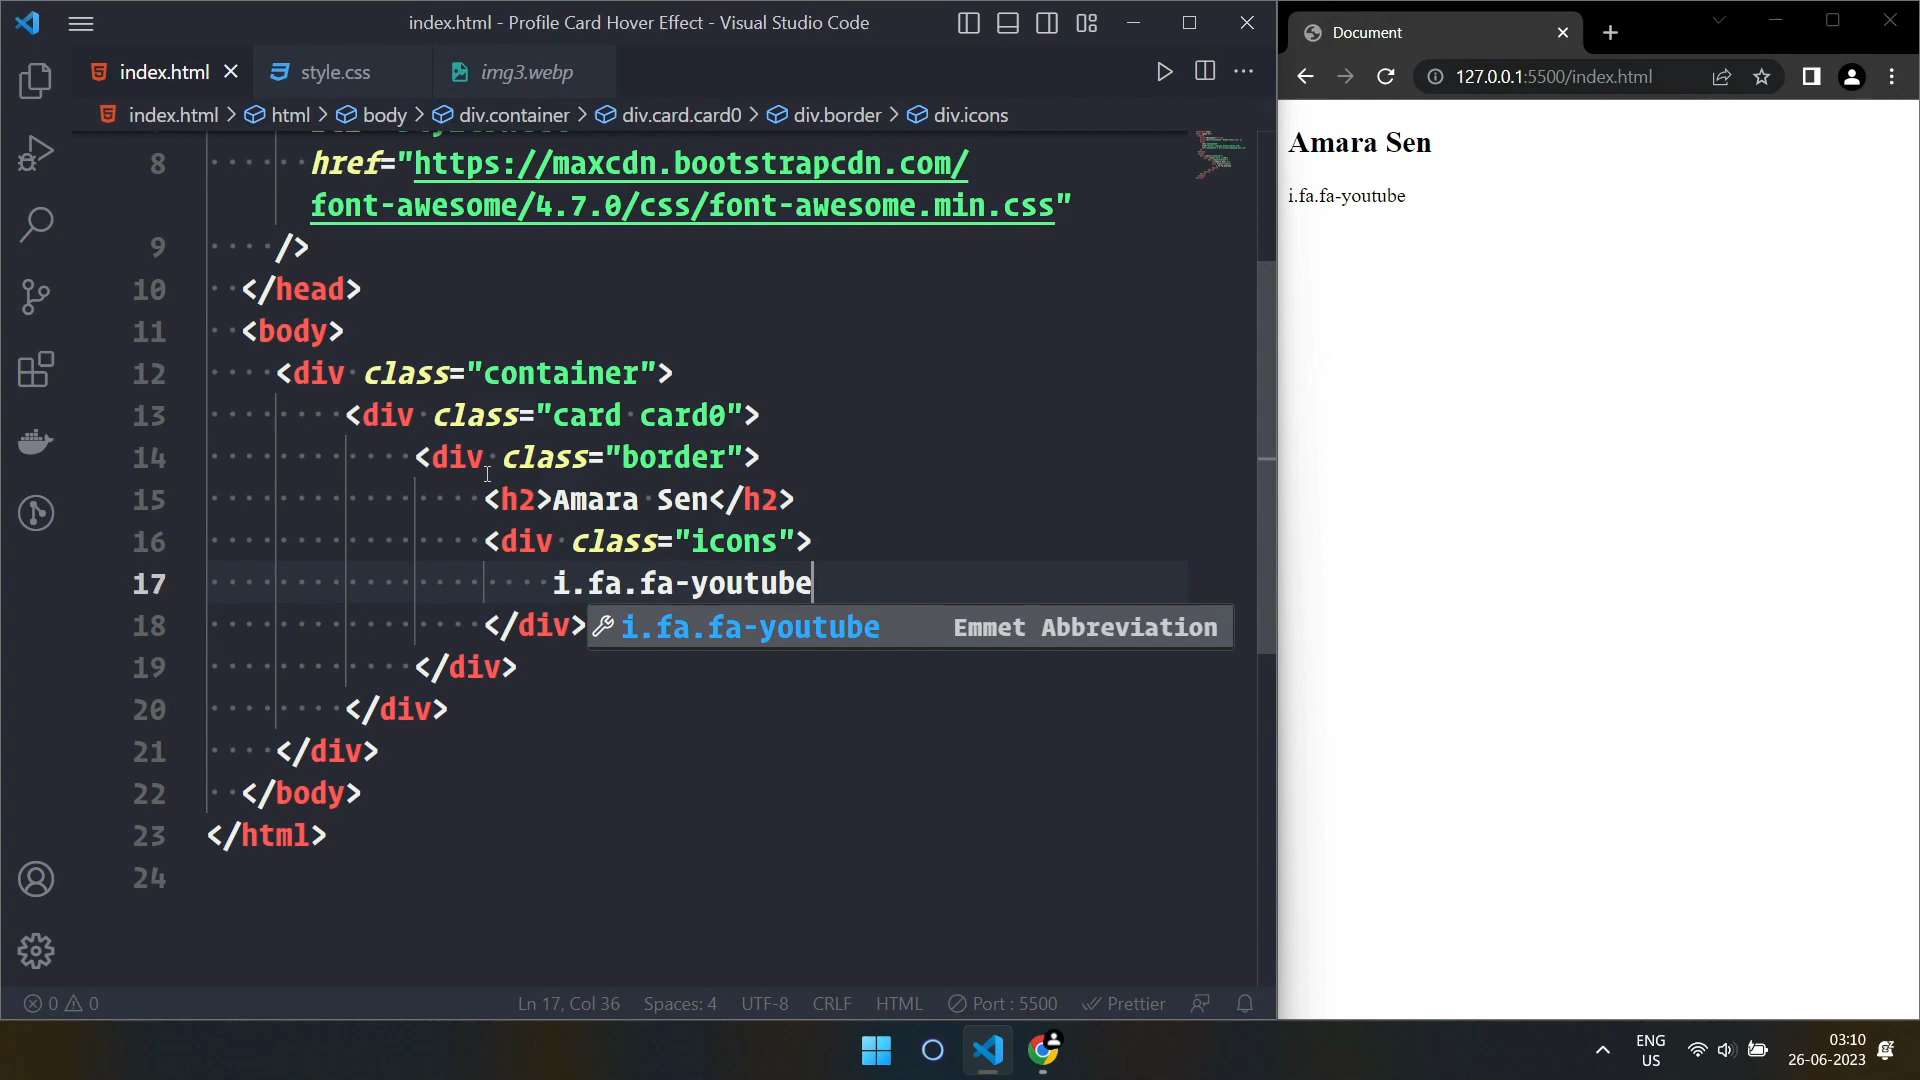 index.html - Profile Card Hover Effect - Visual Studio Code
index.html
style.css
img3.webp
index.html > html > body > div.container > div.card.card0 > div.border > div.icons
8 href="https://maxcdn.bootstrapcdn.com/
font-awesome/4.7.0/css/font-awesome.min.css"
9 />
10 </head>
11 <body>
12 <div class="container">
13 <div class="card card0">
14 <div class="border">
15 <h2>Amara Sen</h2>
16 <div class="icons">
17 i.fa.fa-youtube
18 </div>
i.fa.fa-youtube Emmet Abbreviation
19 </div>
20 </div>
21 </div>
22 </body>
23 </html>
24
0 0
Ln 17, Col 36
Spaces: 4
UTF-8
CRLF
HTML
Port : 5500
Prettier
Document
127.0.0.1:5500/index.html
Amara Sen
i.fa.fa-youtube
ENG
US
03:10
26-06-2023